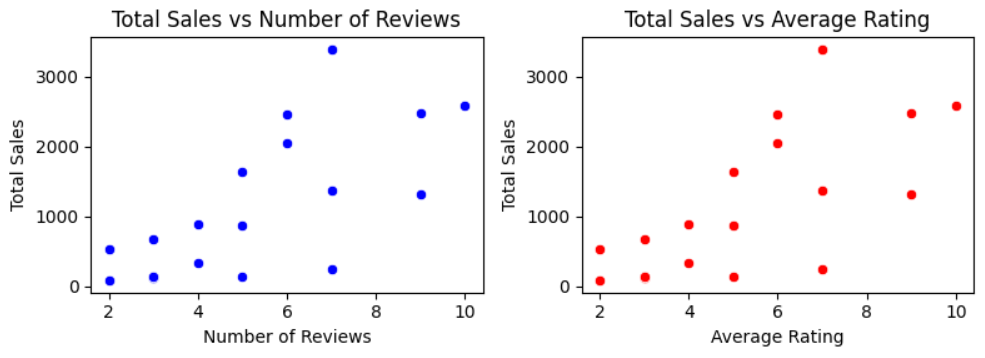 Total Sales vs Number of Reviews
3000
2000
1000
0
Total Sales
2 4 6 8 10
Number of Reviews
Total Sales vs Average Rating
3000
2000
1000
0
Total Sales
2 4 6 8 10
Average Rating